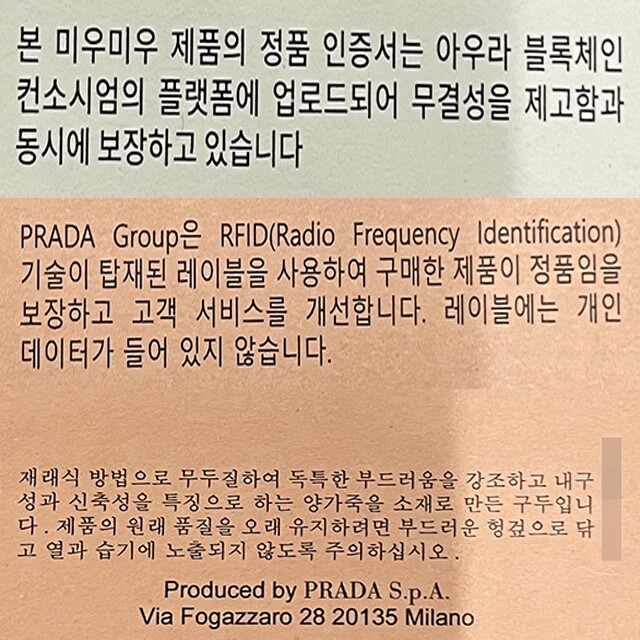 본 미우미우 제품의 정품 인증서는 아우라 블록체인
컨소시엄의 플랫폼에 업로드되어 무결성을 제고함과
동시에 보장하고 있습니다
PRADA Group은 RFID(Radio Frequency Identification)
기술이 탑재된 레이블을 사용하여 구매한 제품이 정품임을
보장하고 고객 서비스를 개선합니다. 레이블에는 개인
데이터가 들어 있지 않습니다.
재래식 방법으로 무두질하여 독특한 부드러움을 강조하고 내구
성과 신축성을 특징으로 하는 양가죽을 소재로 만든 구두입니
다. 제품의 원래 품질을 오래 유지하려면 부드러운 헝겊으로 닦
고 열과 습기에 노출되지 않도록 주의하십시오.
Produced by PRADA S.p.A.
Via Fogazzaro 28 20135 Milano